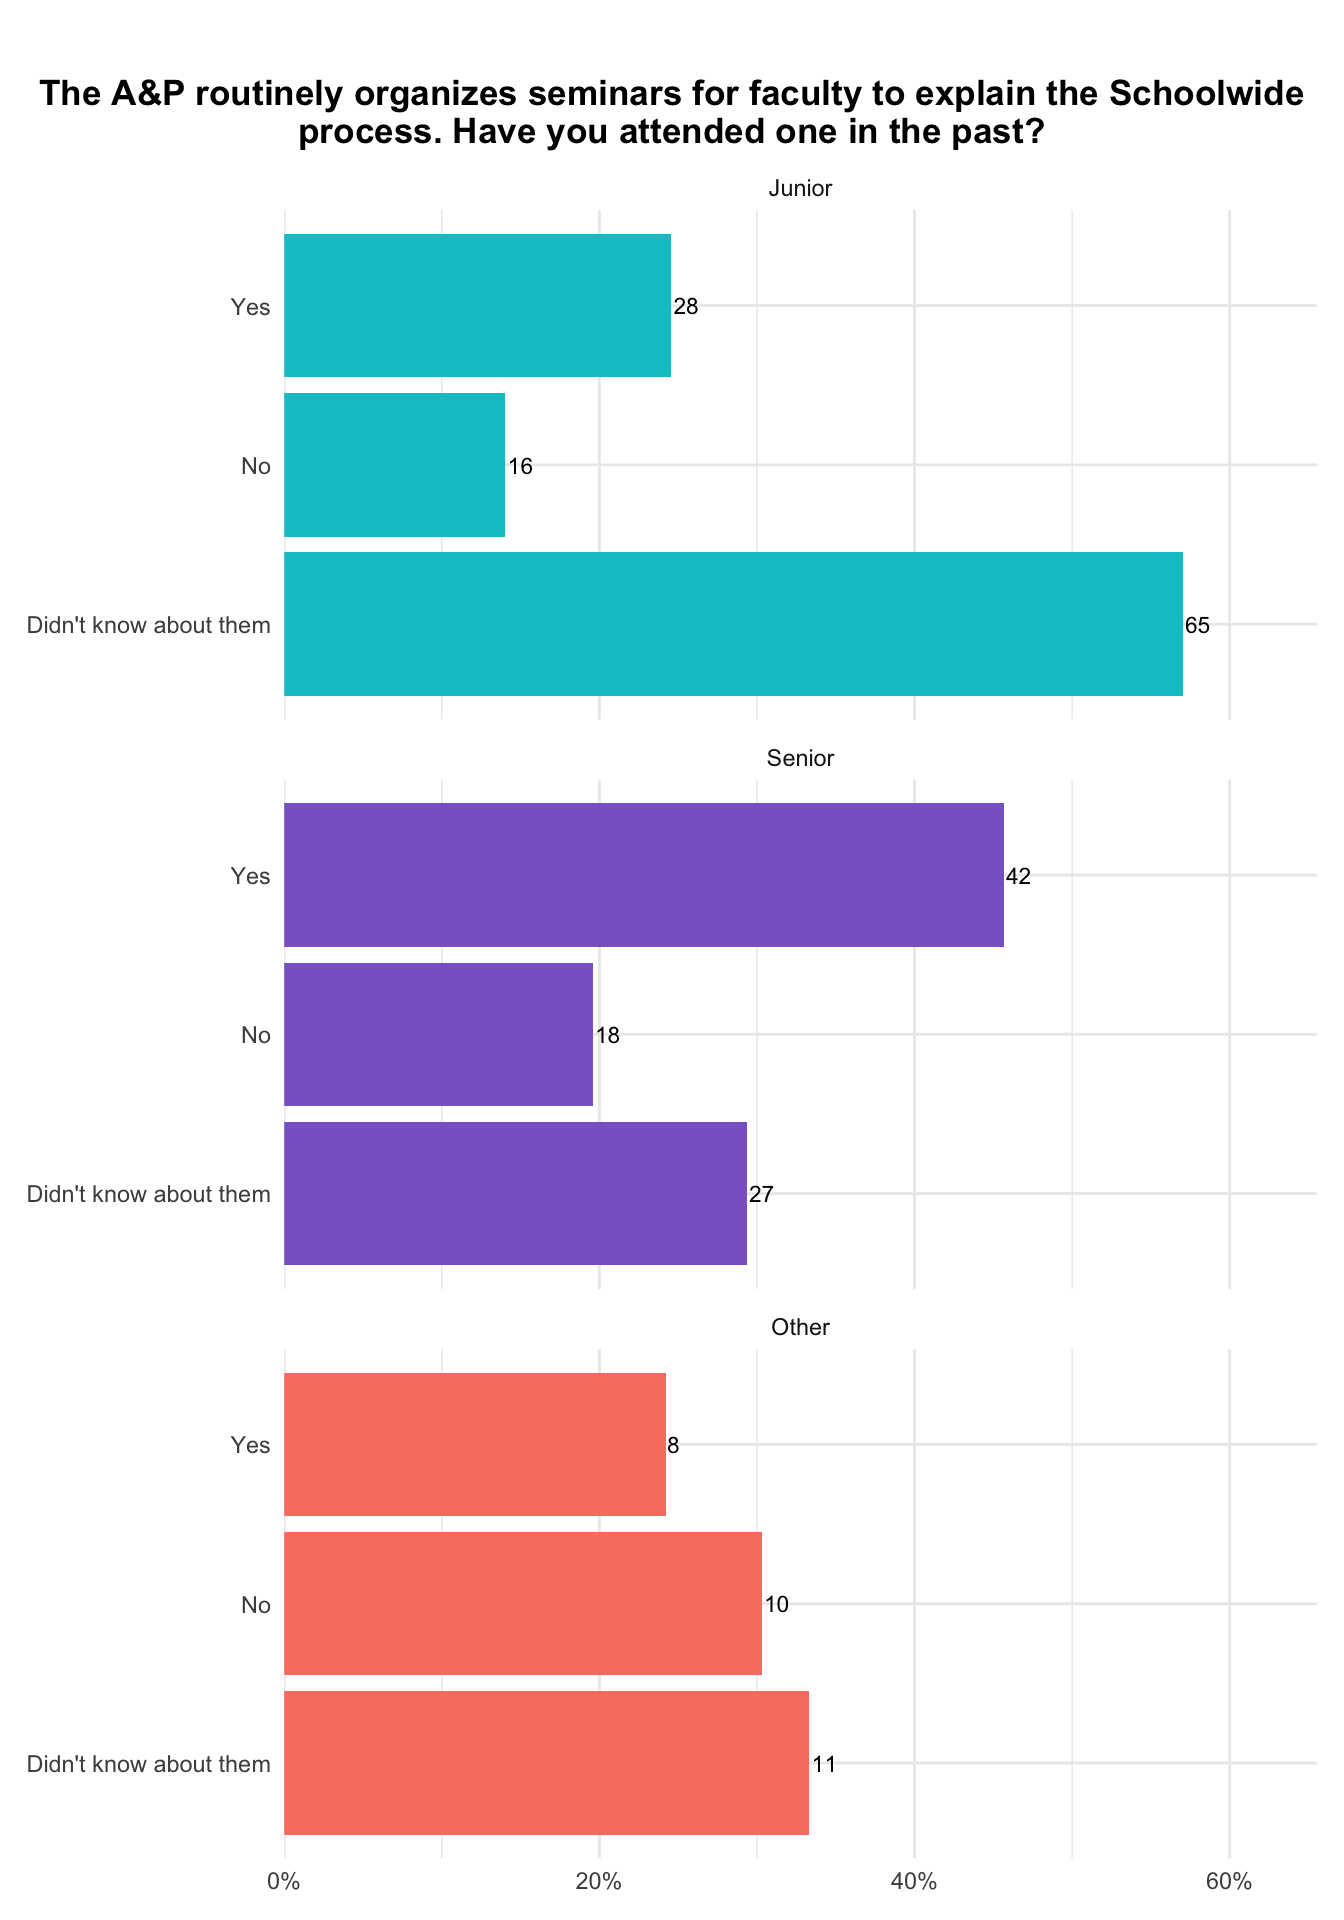 The A&P routinely organizes seminars for faculty to explain the Schoolwide
process. Have you attended one in the past?
Junior
Yes
28
No
16
Didn't know about them
65
Senior
Yes
42
No
18
Didn't know about them
27
Other
Yes
8
No
10
Didn't know about them
11
0%
20%
40%
60%